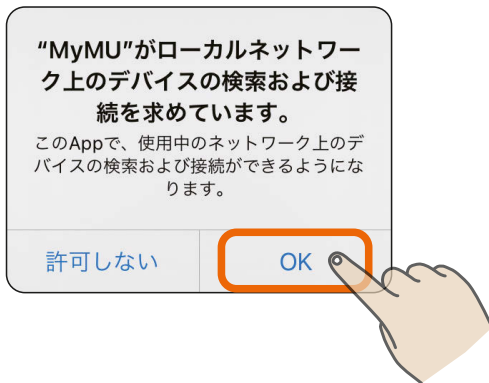 “MyMU”がローカルネットワー
ク上のデバイスの検索および接
続を求めています。
このAppで、使用中のネットワーク上のデ
バイスの検索および接続ができるようにな
ります。
許可しない
OK